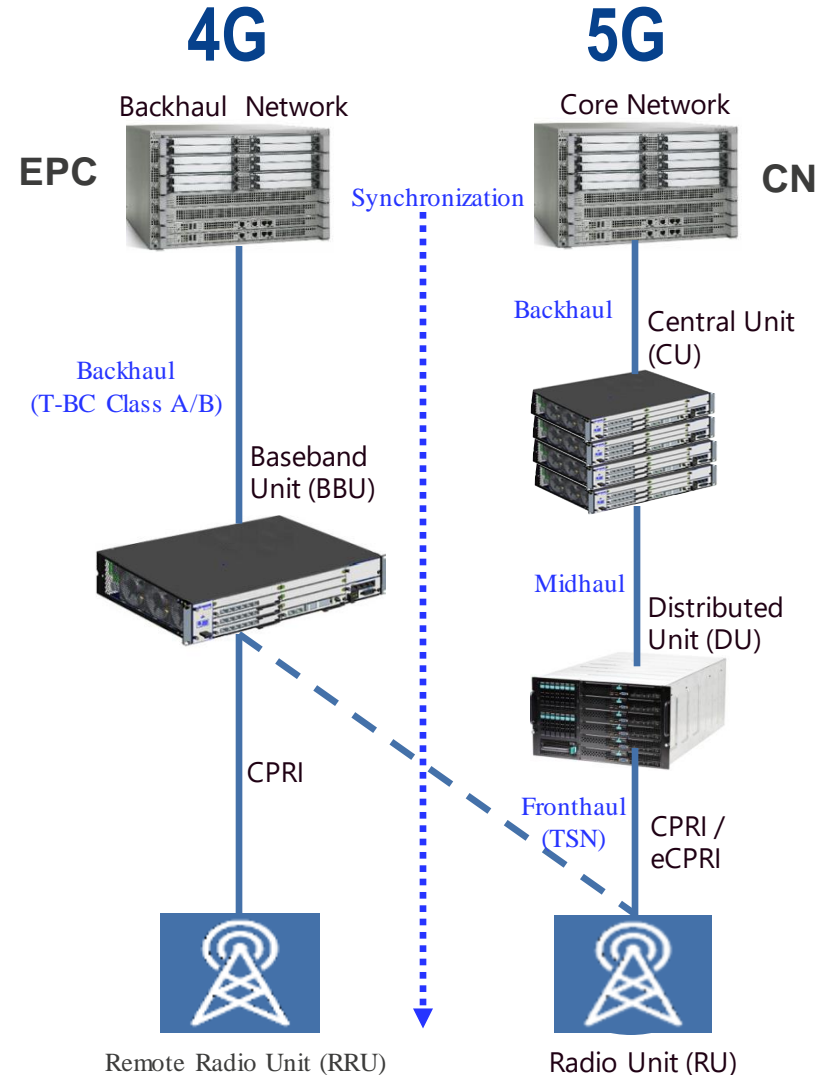 4G
5G
Backhaul Network
Core Network
EPC
CN
Synchronization
Backhaul
Central Unit
(CU)
Backhaul
(T-BC Class A/B)
Baseband
Unit (BBU)
Midhaul
Distributed
Unit (DU)
CPRI
Fronthaul
(TSN)
CPRI /
eCPRI
Remote Radio Unit (RRU)
Radio Unit (RU)